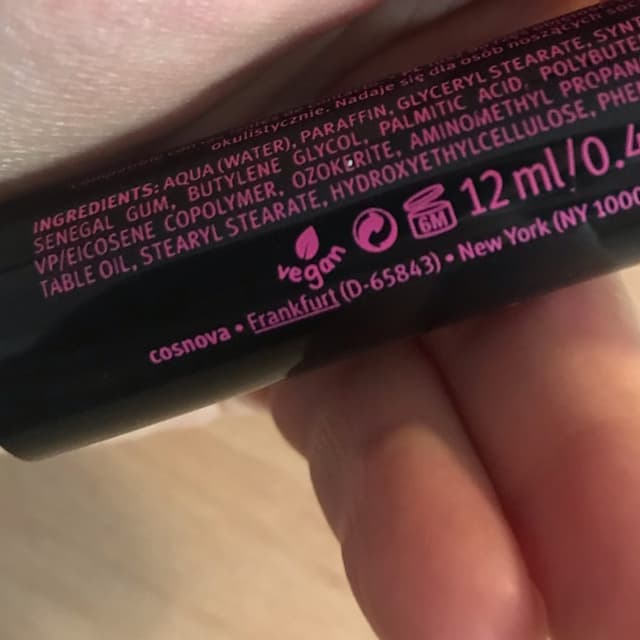 okulistycznie. Nadaje się dla osób noszących
INGREDIENTS: AQUA (WATER), PARAFFIN, GLYCERYL STEARATE, SYN
SENEGAL GUM, BUTYLENE GLYCOL, PALMITIC ACID, POLYBUTE
VP/EICOSENE COPOLYMER, OZOKERITE, AMINOMETHYL PROPAN
TABLE OIL, STEARYL STEARATE, HYDROXYETHYLCELLULOSE, PHE
vegan 6M 12 ml/0.4
cosnova • Frankfurt (D-65843) • New York (NY 1000